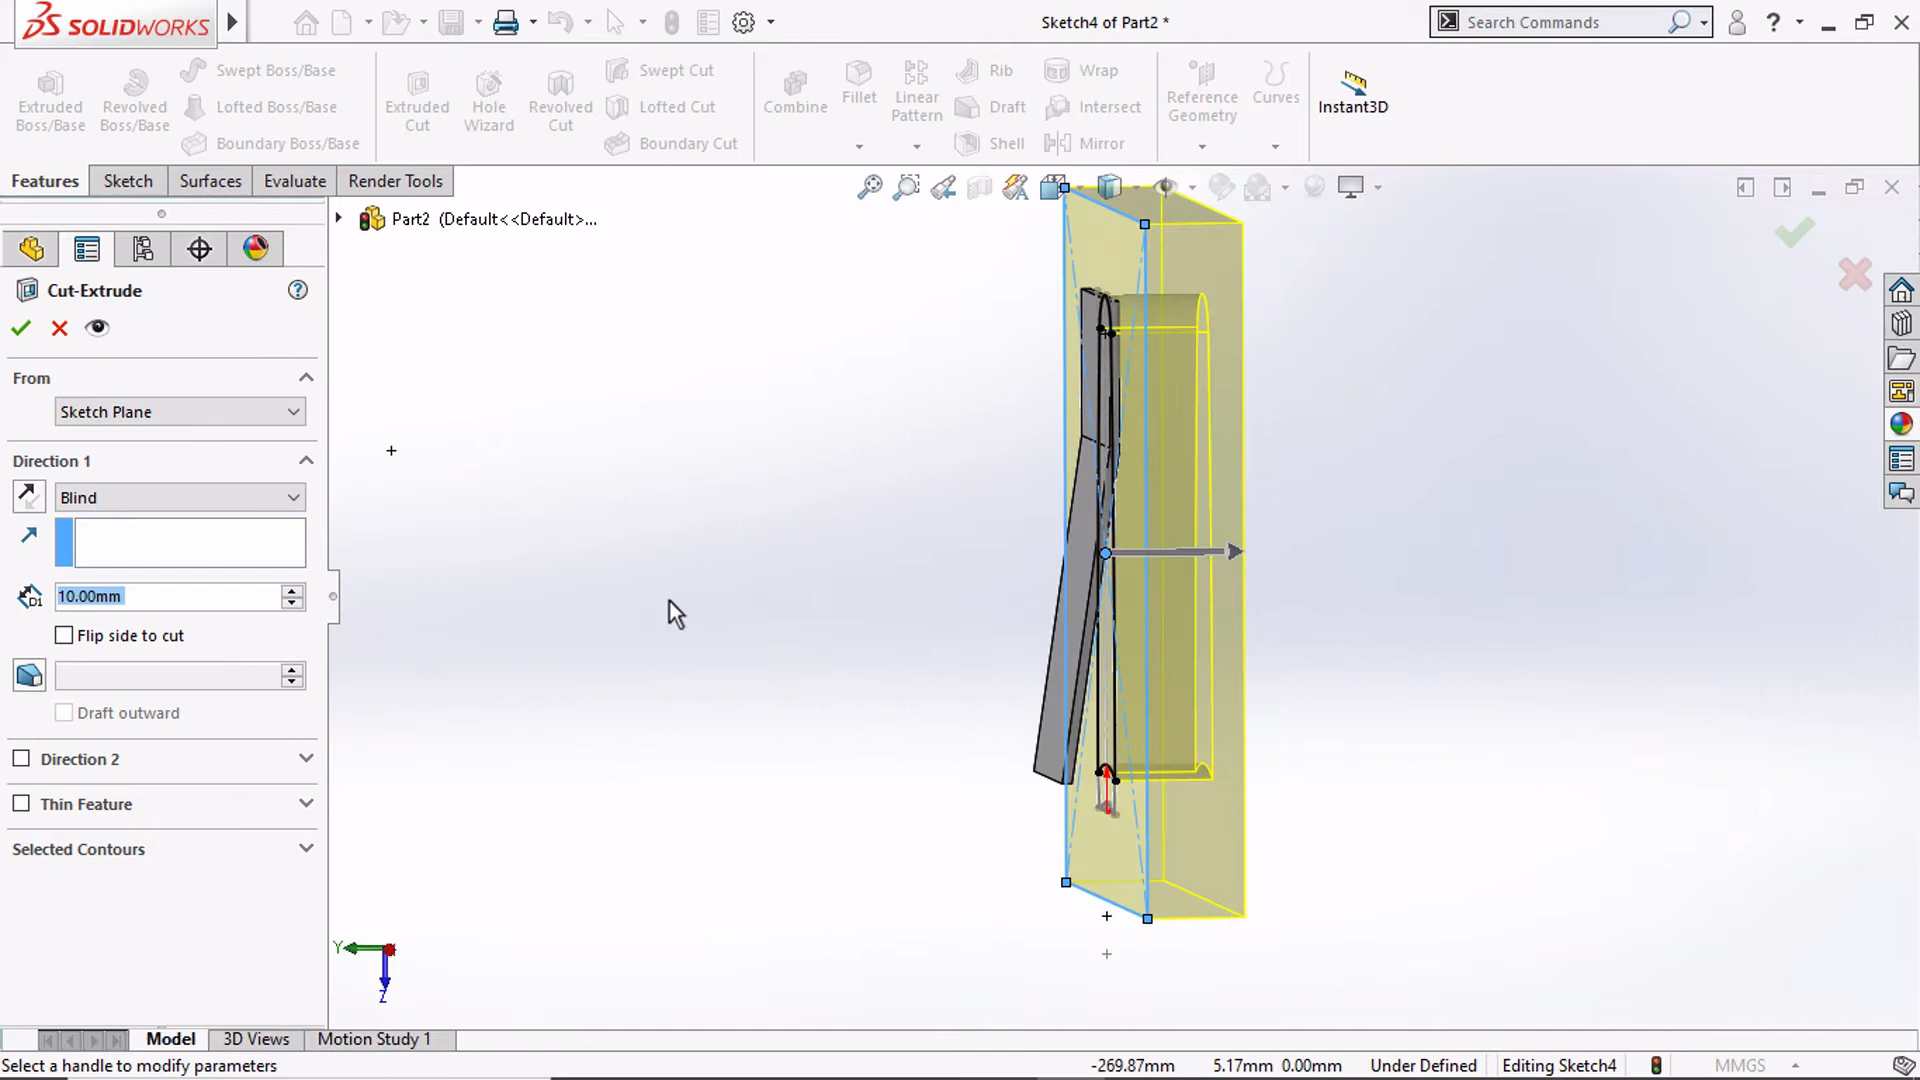 SOLIDWORKS
Sketch4 of Part2 *
Search Commands
?
Extruded Boss/Base
Revolved Boss/Base
Swept Boss/Base
Lofted Boss/Base
Boundary Boss/Base
Extruded Cut
Hole Wizard
Revolved Cut
Swept Cut
Lofted Cut
Boundary Cut
Combine
Fillet
Linear Pattern
Rib
Draft
Shell
Wrap
Intersect
Mirror
Reference Geometry
Curves
Instant3D
Features
Sketch
Surfaces
Evaluate
Render Tools
Part2 (Default<<Default>...
Cut-Extrude
?
From
Sketch Plane
Direction 1
Blind
D1
10.00mm
Flip side to cut
Draft outward
Direction 2
Thin Feature
Selected Contours
Y
Z
Model
3D Views
Motion Study 1
Select a handle to modify parameters
-269.87mm
5.17mm 0.00mm
Under Defined
Editing Sketch4
MMGS